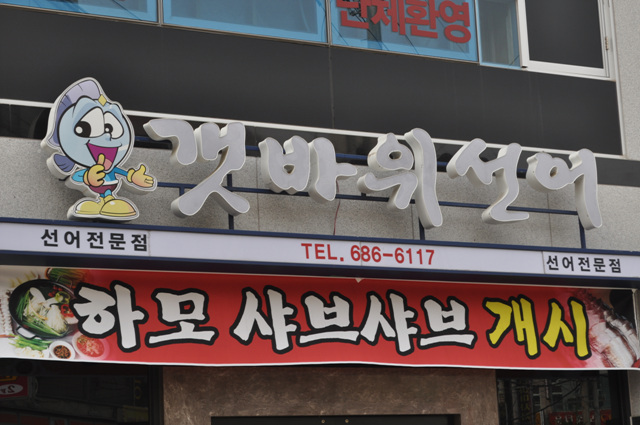 단체환영
갯바위선어
선어전문점
TEL. 686-6117
선어전문점
하모 샤브샤브 개시